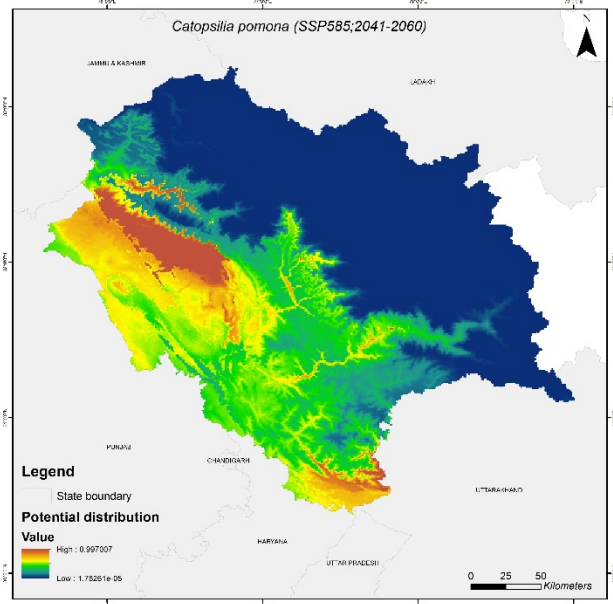 Catopsilia pomona (SSP585;2041-2060)
N
JAMMU & KASHMIR
LADAKH
PUNJAB
CHANDIGARH
UTTARAKHAND
HARYANA
UTTAR PRADESH
Legend
State boundary
Potential distribution
Value
High : 0.997007
Low : 1.75261e-05
0 25 50
Kilometers